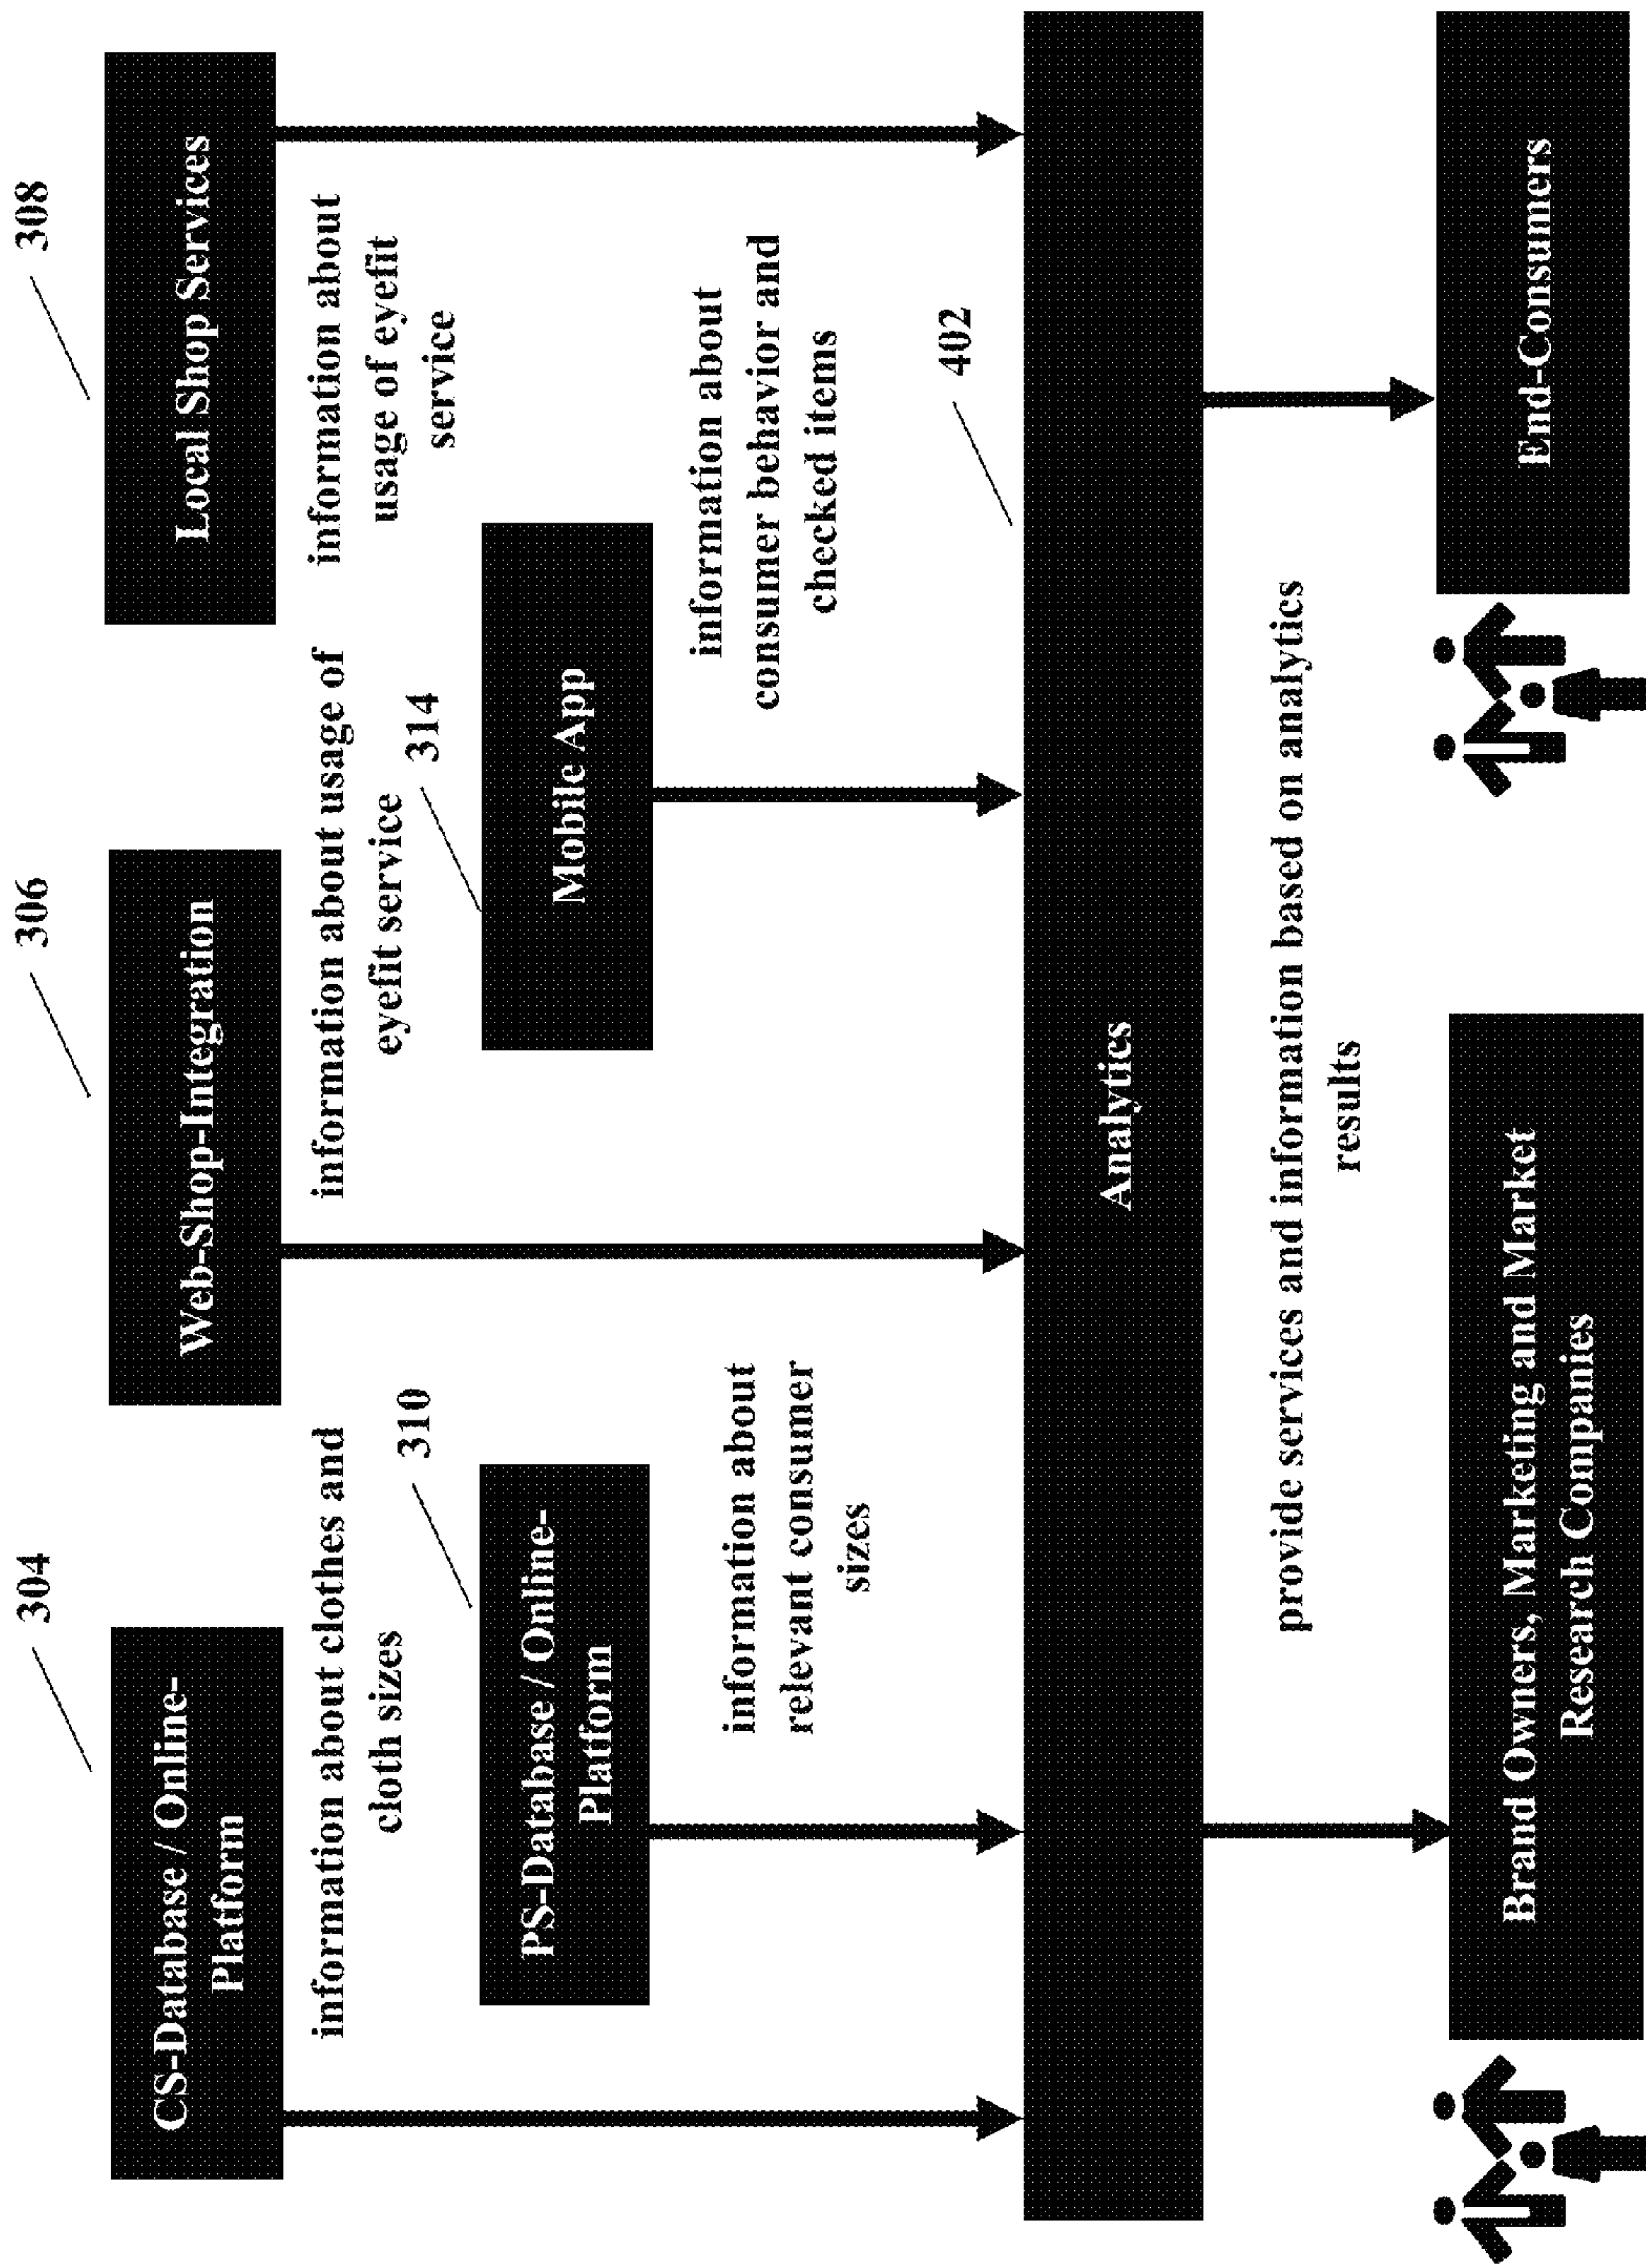 304
CS-Database / Online-
Platform
information about clothes and
cloth sizes
306
Web-Shop-Integration
information about usage of
eyefit service
308
Local Shop Services
information about
usage of eyefit
service
310
PS-Database / Online-
Platform
information about
relevant consumer
sizes
314
Mobile App
information about
consumer behavior and
checked items
402
Analytics
provide services and information based on analytics
results
Brand Owners, Marketing and Market
Research Companies
End-Consumers